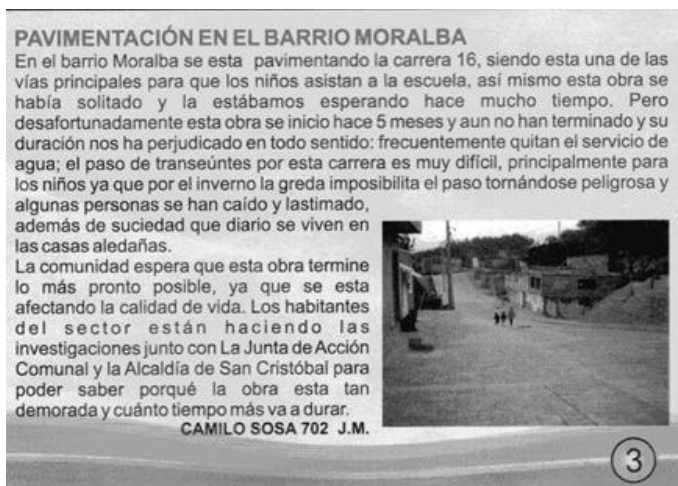 PAVIMENTACIÓN EN EL BARRIO MORALBA
En el barrio Moralba se esta pavimentando la carrera 16, siendo esta una de las
vías principales para que los niños asistan a la escuela, así mismo esta obra se
había solitado y la estábamos esperando hace mucho tiempo. Pero
desafortunadamente esta obra se inicio hace 5 meses y aun no han terminado y su
duración nos ha perjudicado en todo sentido: frecuentemente quitan el servicio de
agua; el paso de transeúntes por esta carrera es muy difícil, principalmente para
los niños ya que por el inverno la greda imposibilita el paso tornándose peligrosa y
algunas personas se han caído y lastimado,
además de suciedad que diario se viven en
las casas aledañas.
La comunidad espera que esta obra termine
lo más pronto posible, ya que se esta
afectando la calidad de vida. Los habitantes
del sector están haciendo las
investigaciones junto con La Junta de Acción
Comunal y la Alcaldía de San Cristóbal para
poder saber porqué la obra esta tan
demorada y cuánto tiempo más va a durar.
CAMILO SOSA 702 J.M.
3